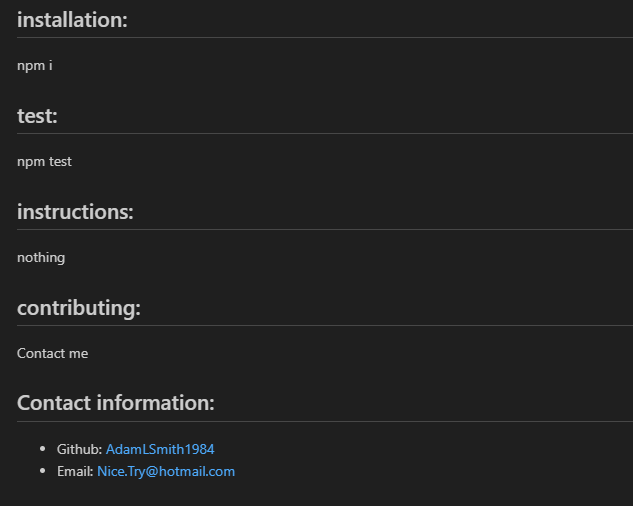 installation:
npm i
test:
npm test
instructions:
nothing
contributing:
Contact me
Contact information:
Github: AdamLSmith1984
Email: Nice.Try@hotmail.com